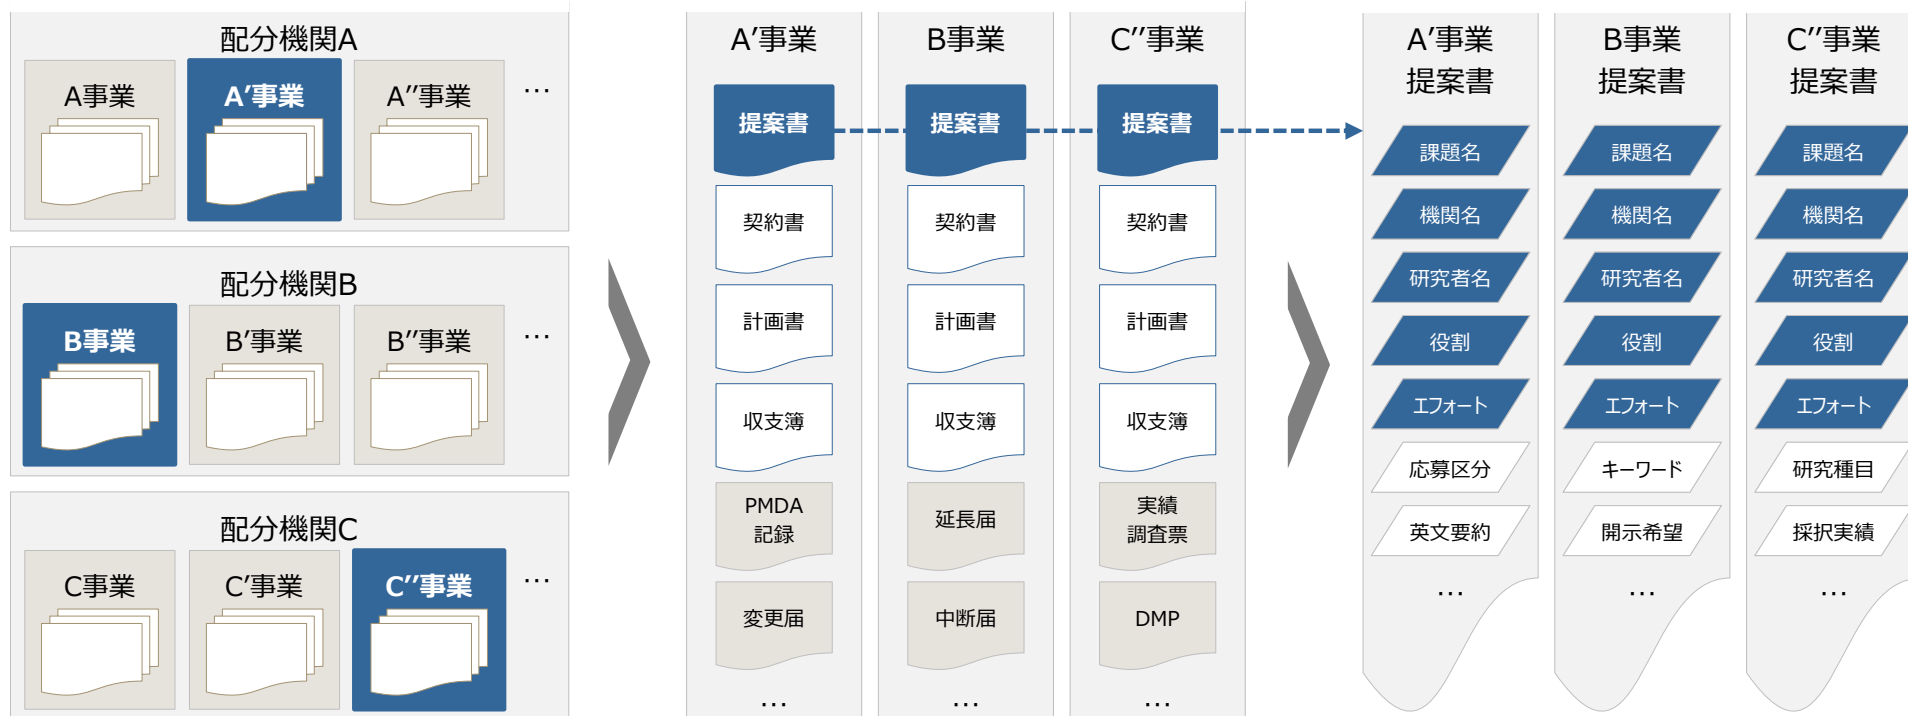 配分機関A
A事業
A′事業
A′′事業
…
配分機関B
B事業
B′事業
B′′事業
…
配分機関C
C事業
C′事業
C′′事業
…
A′事業
提案書
契約書
計画書
収支簿
PMDA
記録
変更届
…
B事業
提案書
契約書
計画書
収支簿
延長届
中断届
…
C′′事業
提案書
契約書
計画書
収支簿
実績
調査票
DMP
…
A′事業
提案書
課題名
機関名
研究者名
役割
エフォート
応募区分
英文要約
…
B事業
提案書
課題名
機関名
研究者名
役割
エフォート
キーワード
開示希望
…
C′′事業
提案書
課題名
機関名
研究者名
役割
エフォート
研究種目
採択実績
…